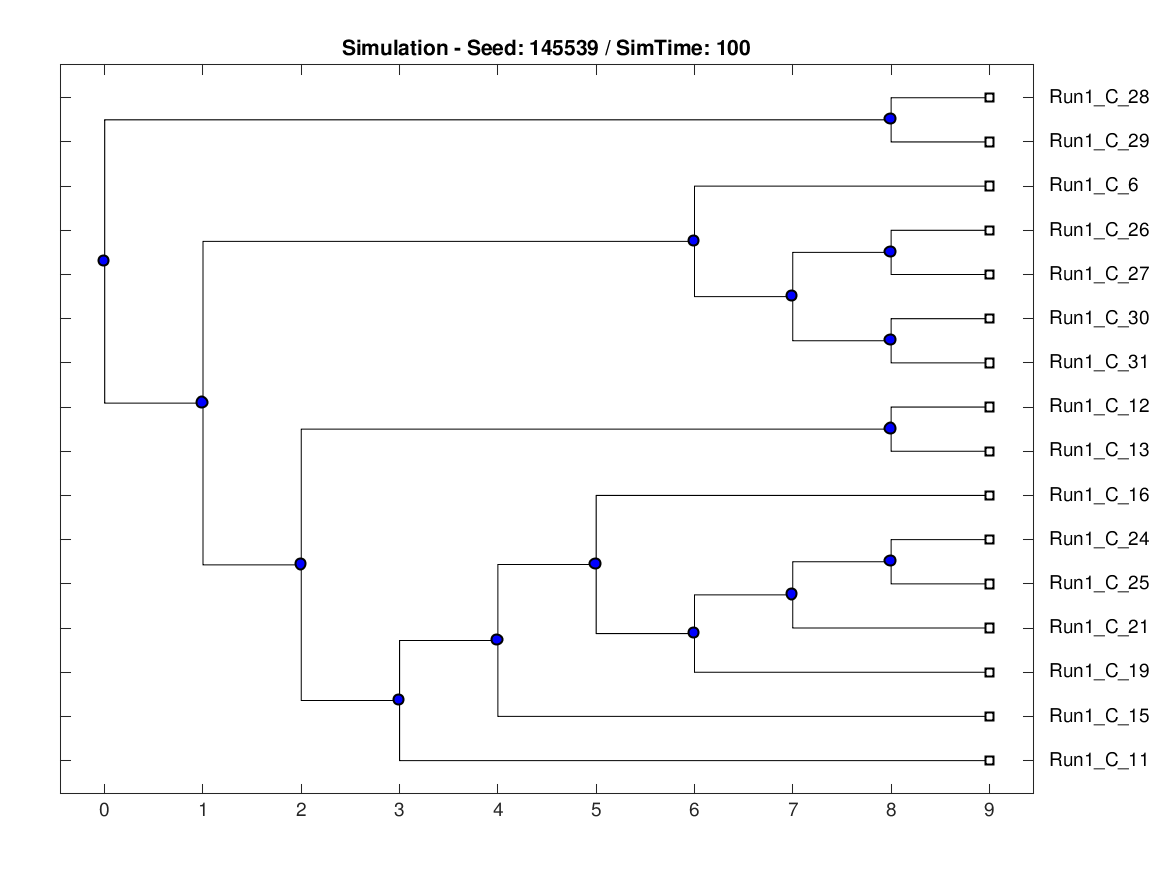 Simulation - Seed: 145539 / SimTime: 100
Run1_C_28
Run1_C_29
Run1_C_6
Run1_C_26
Run1_C_27
Run1_C_30
Run1_C_31
Run1_C_12
Run1_C_13
Run1_C_16
Run1_C_24
Run1_C_25
Run1_C_21
Run1_C_19
Run1_C_15
Run1_C_11
0 1 2 3 4 5 6 7 8 9